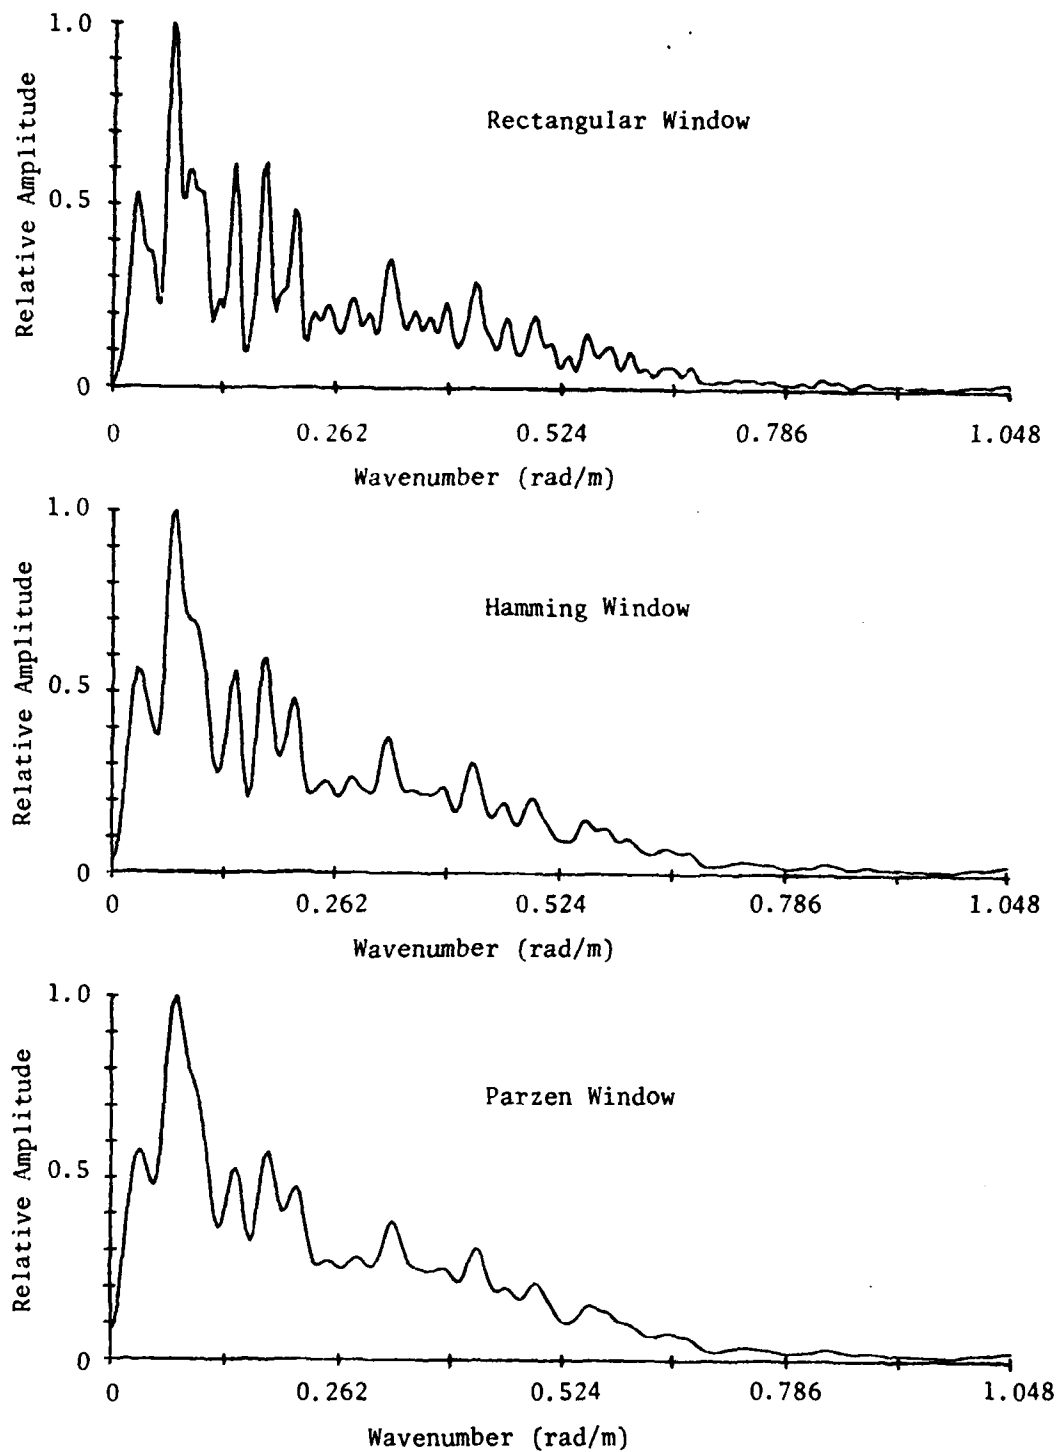 1.0
Rectangular Window
Relative Amplitude
0.5
0
0 0.262 0.524 0.786 1.048
Wavenumber (rad/m)
1.0
Hamming Window
Relative Amplitude
0.5
0
0 0.262 0.524 0.786 1.048
Wavenumber (rad/m)
1.0
Parzen Window
Relative Amplitude
0.5
0
0 0.262 0.524 0.786 1.048
Wavenumber (rad/m)